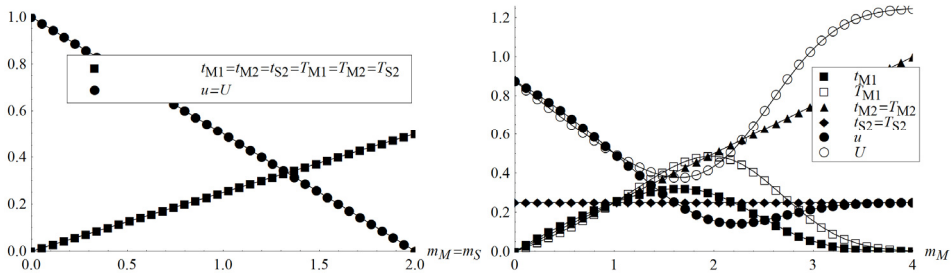 1.0
0.8
0.6
0.4
0.2
0.0
0.0 0.5 1.0 1.5 2.0
m_M=m_S
t_M1=t_M2=t_S2=T_M1=T_M2=T_S2
u=U
1.2
1.0
0.8
0.6
0.4
0.2
0.0
0 1 2 3 4
m_M
t_M1
T_M1
t_M2=T_M2
t_S2=T_S2
u
U